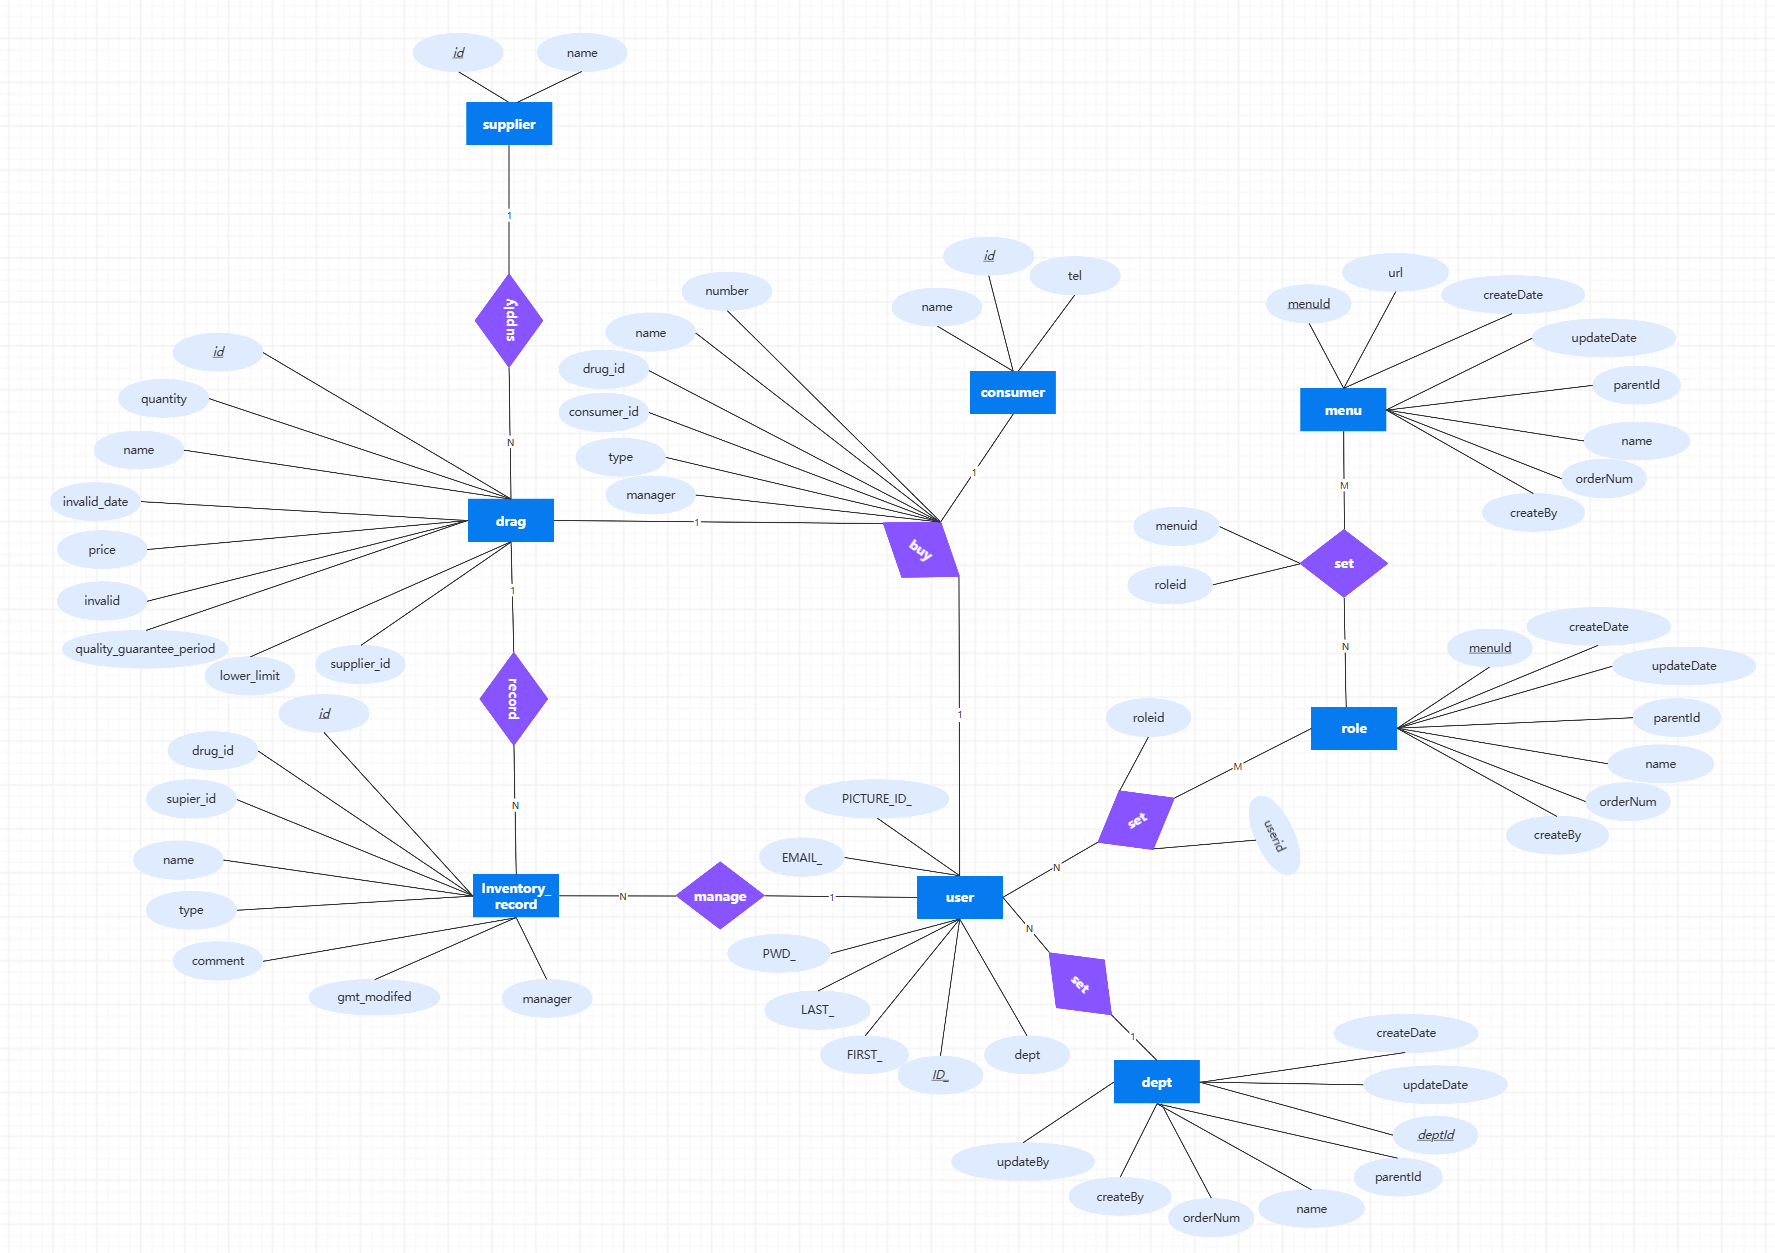 id
name
supplier
1
supply
N
id
quantity
name
invalid_date
price
invalid
quality_guarantee_period
lower_limit
supplier_id
drag
1
number
name
drug_id
consumer_id
type
manager
buy
id
tel
name
consumer
1
1
menuId
url
createDate
updateDate
parentId
name
orderNum
createBy
menu
M
menuid
roleid
set
N
menuId
createDate
updateDate
parentId
name
orderNum
createBy
role
M
roleid
userid
set
N
1
record
N
id
drug_id
supier_id
name
type
comment
gmt_modifed
manager
Inventory_
record
N
manage
1
PICTURE_ID_
EMAIL_
user
PWD_
LAST_
FIRST_
ID_
dept
N
set
1
dept
createDate
updateDate
deptId
parentId
name
orderNum
createBy
updateBy